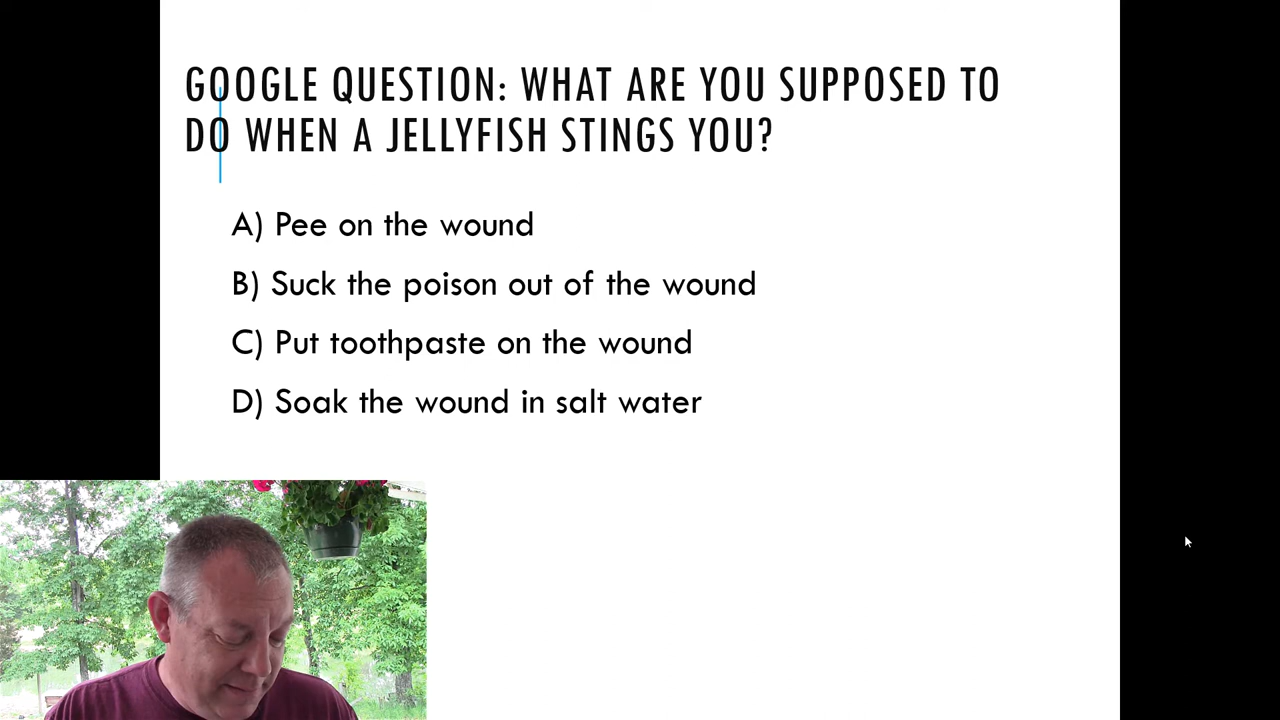 GOOGLE QUESTION: WHAT ARE YOU SUPPOSED TO
DO WHEN A JELLYFISH STINGS YOU?
A) Pee on the wound
B) Suck the poison out of the wound
C) Put toothpaste on the wound
D) Soak the wound in salt water